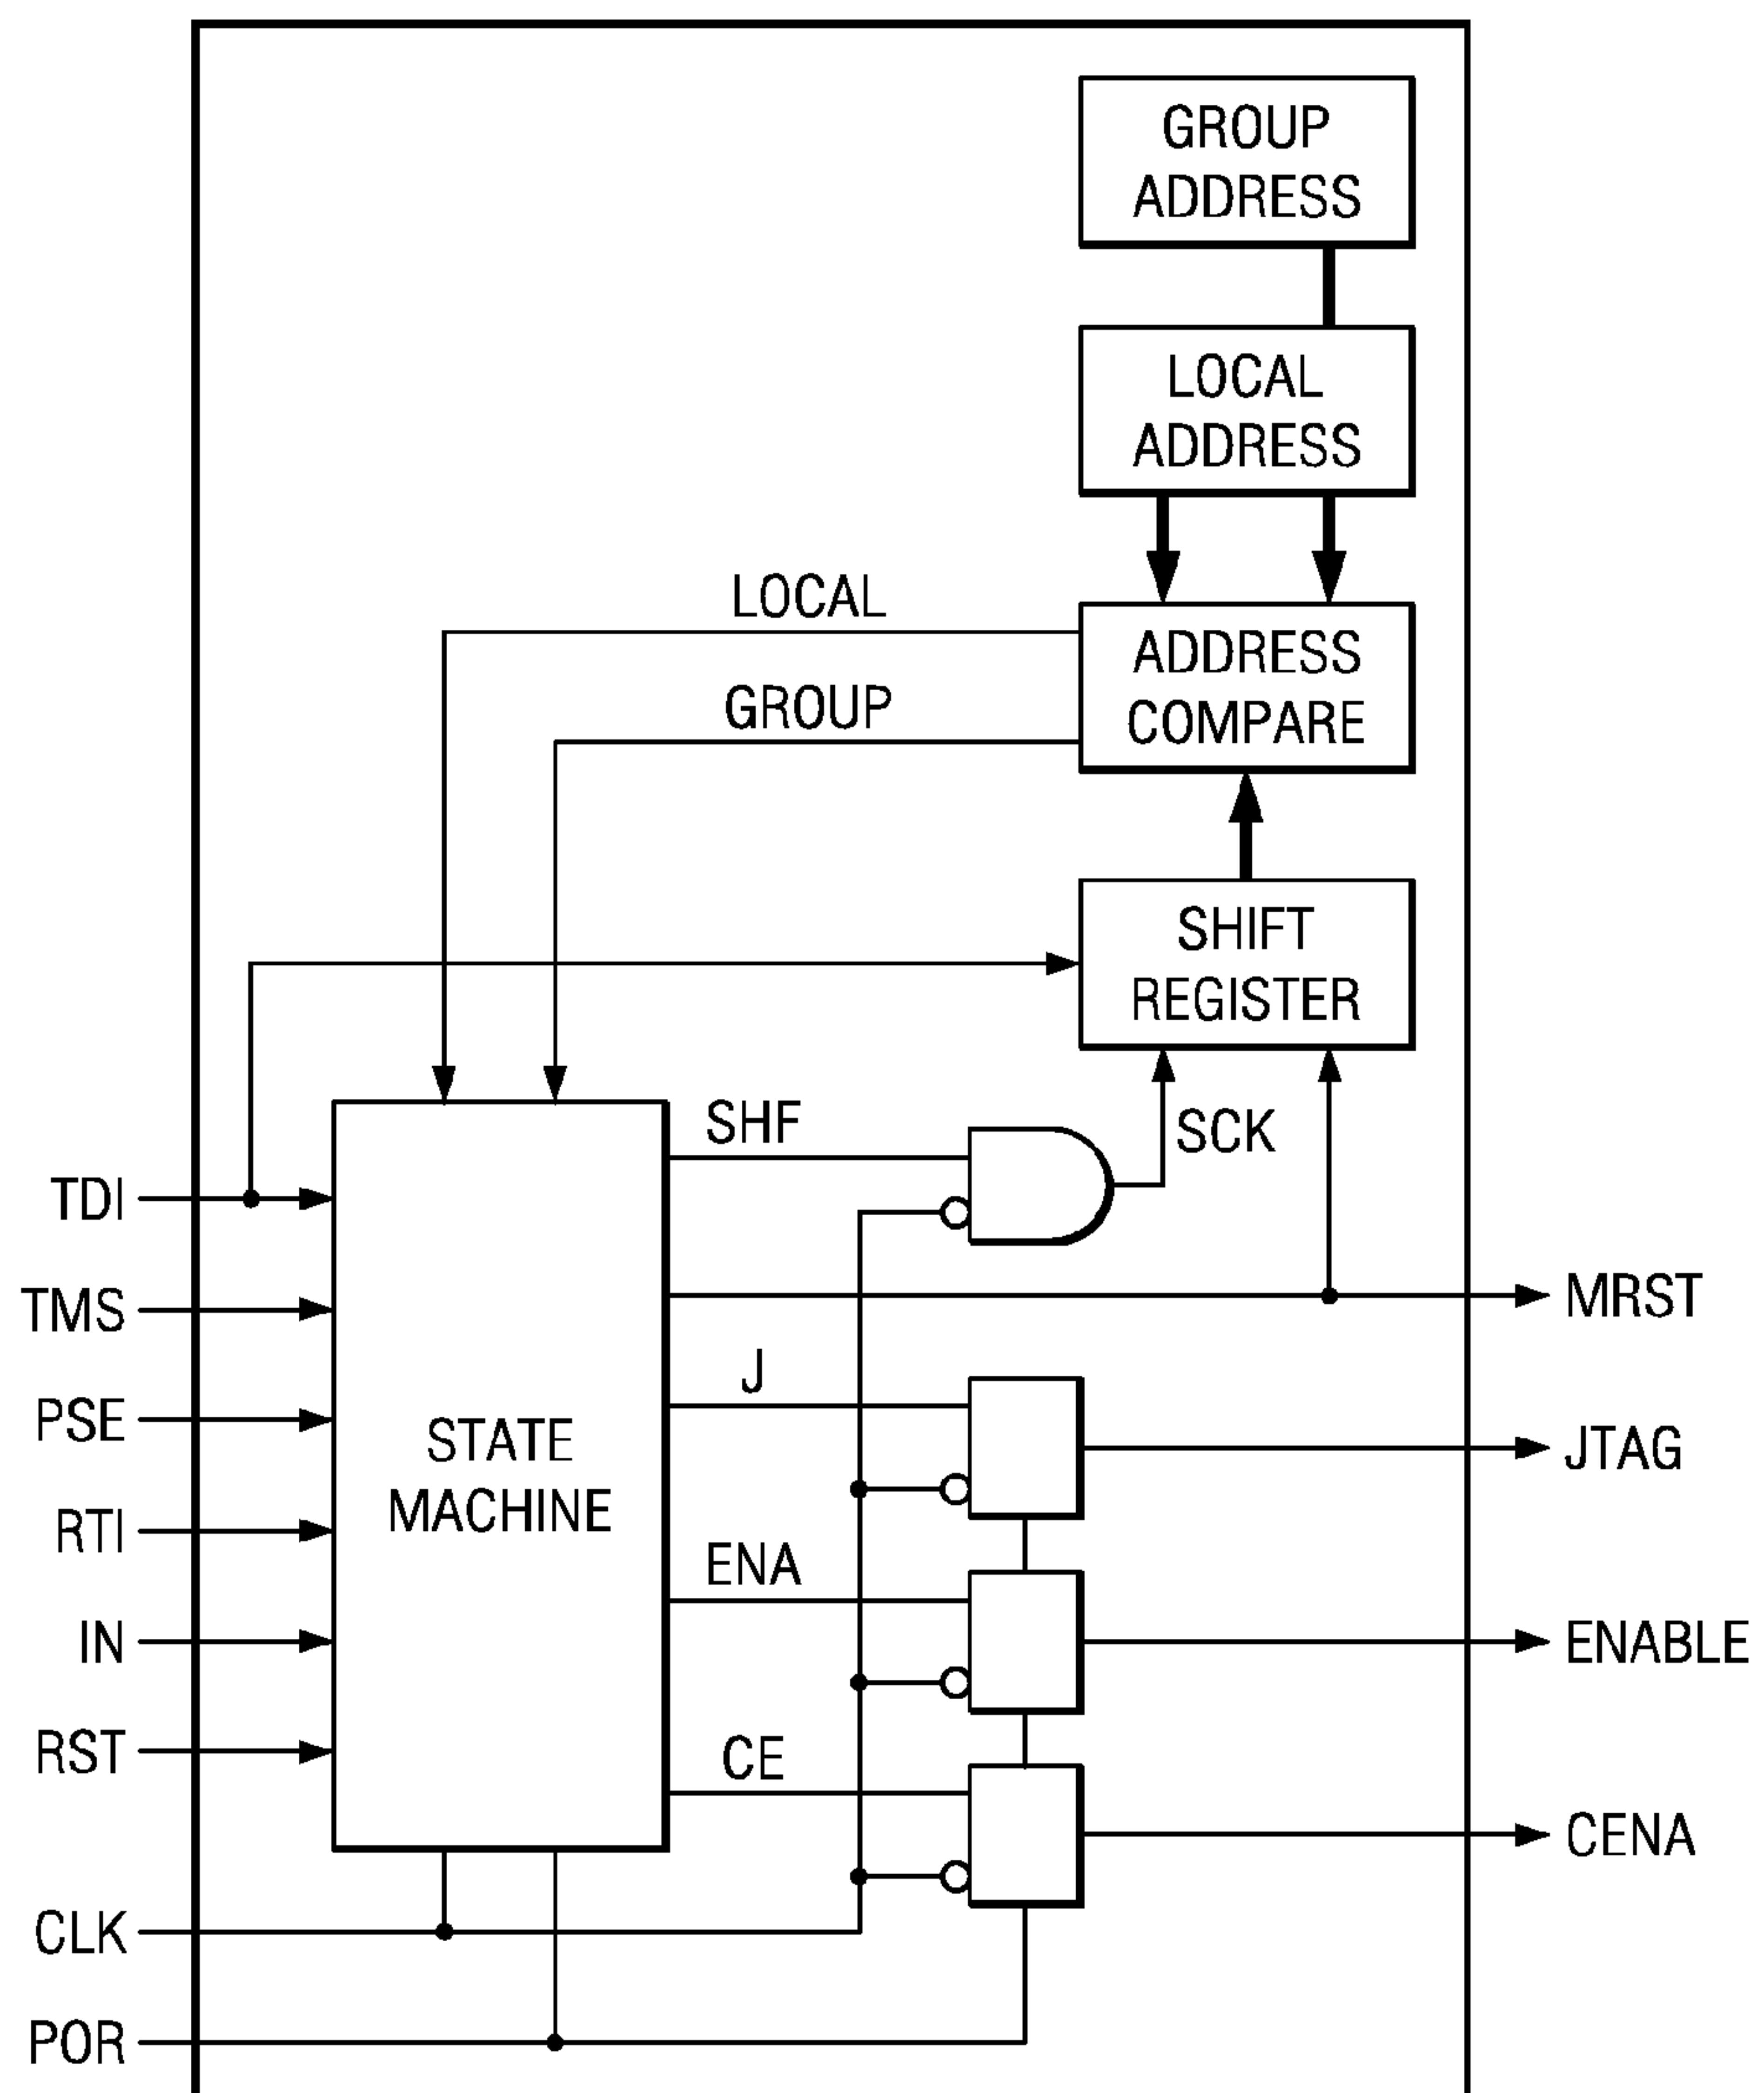 GROUP
ADDRESS
LOCAL
ADDRESS
LOCAL
ADDRESS
COMPARE
GROUP
SHIFT
REGISTER
SHF
SCK
TDI
TMS
MRST
J
PSE
STATE
MACHINE
JTAG
RTI
ENA
IN
ENABLE
RST
CE
CENA
CLK
POR